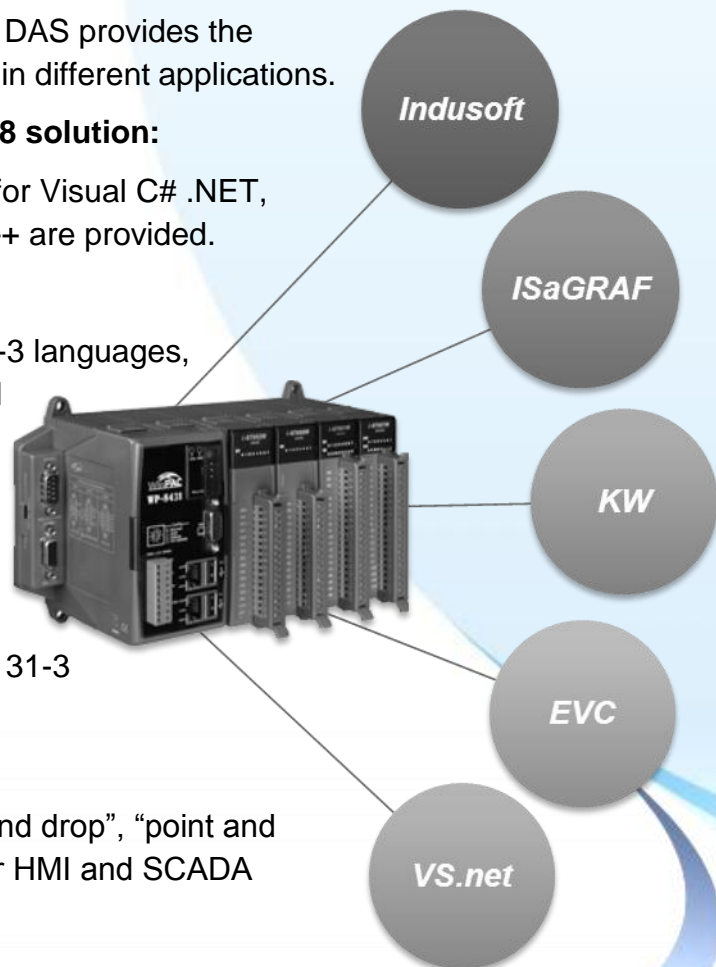 DAS provides the
in different applications.
8 solution:
for Visual C# .NET,
+ are provided.
-3 languages,
31-3
nd drop”, “point and
r HMI and SCADA
Indusoft
ISaGRAF
KW
EVC
VS.net
WinPAC
WP-8431